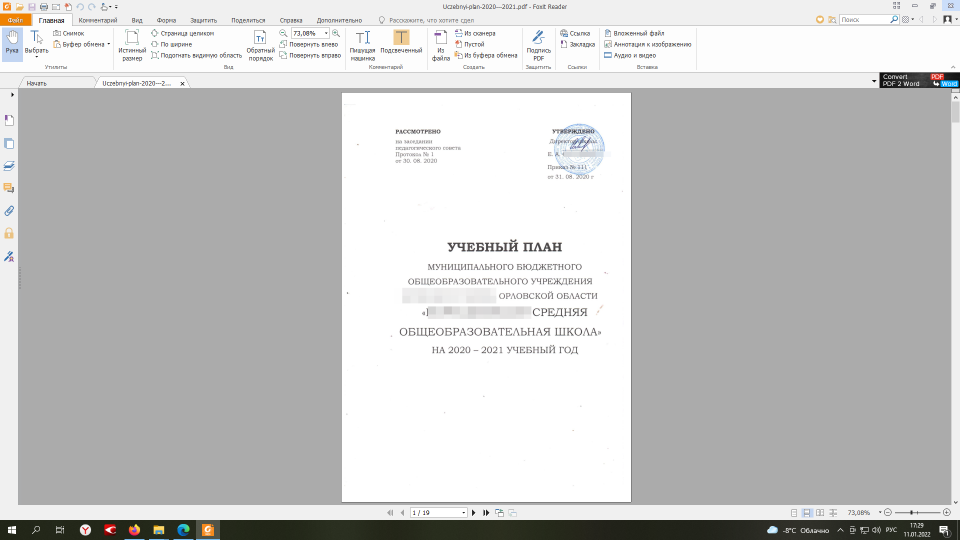 Uczebnyi-plan-2020---2021.pdf - Foxit Reader
Файл Главная Комментарий Вид Форма Защитить Поделиться Справка Дополнительно Расскажите, что хотите сдел Поиск
Рука
Выбрать
Снимок
Буфер обмена
Утилиты
Истинный размер
Страница целиком
По ширине
Подогнать видимую область
Обратный порядок
73,08%
Повернуть влево
Повернуть вправо
Вид
Пишущая машинка
Подсвеченный
Комментарий
Из файла
Из сканера
Пустой
Из буфера обмена
Создать
Подпись PDF
Защитить
Ссылка
Закладка
Ссылки
Вложенный файл
Аннотация к изображению
Аудио и видео
Вставка
Начать
Uczebnyi-plan-2020---2...
Convert PDF
PDF 2 Word Word
РАССМОТРЕНО
на заседании
педагогического совета
Протокол № 1
от 30. 08. 2020
УТВЕРЖДЕНО
Е. А.
Приказ № 111
от 31. 08. 2020 г
УЧЕБНЫЙ ПЛАН
МУНИЦИПАЛЬНОГО БЮДЖЕТНОГО
ОБЩЕОБРАЗОВАТЕЛЬНОГО УЧРЕЖДЕНИЯ
ОРЛОВСКОЙ ОБЛАСТИ
СРЕДНЯЯ
ОБЩЕОБРАЗОВАТЕЛЬНАЯ ШКОЛА»
НА 2020 – 2021 УЧЕБНЫЙ ГОД
1 / 19
73,08%
-8°C Облачно
РУС
17:29
11.01.2022
1